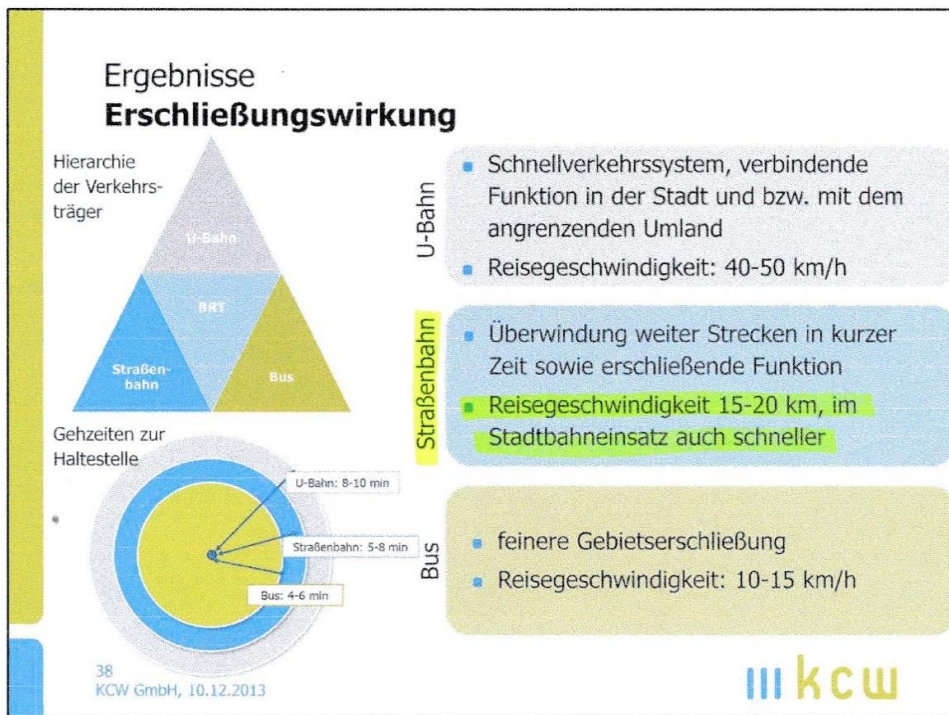 Ergebnisse
Erschließungswirkung
Hierarchie
der Verkehrs-
träger
U-Bahn
BRT
Straßen-
bahn
Bus
Gehzeiten zur
Haltestelle
U-Bahn: 8-10 min
Straßenbahn: 5-8 min
Bus: 4-6 min
U-Bahn
Schnellverkehrssystem, verbindende
Funktion in der Stadt und bzw. mit dem
angrenzenden Umland
Reisegeschwindigkeit: 40-50 km/h
Straßenbahn
Überwindung weiter Strecken in kurzer
Zeit sowie erschließende Funktion
Reisegeschwindigkeit 15-20 km, im
Stadtbahneinsatz auch schneller
Bus
feinere Gebietserschließung
Reisegeschwindigkeit: 10-15 km/h
38
KCW GmbH, 10.12.2013
kcw